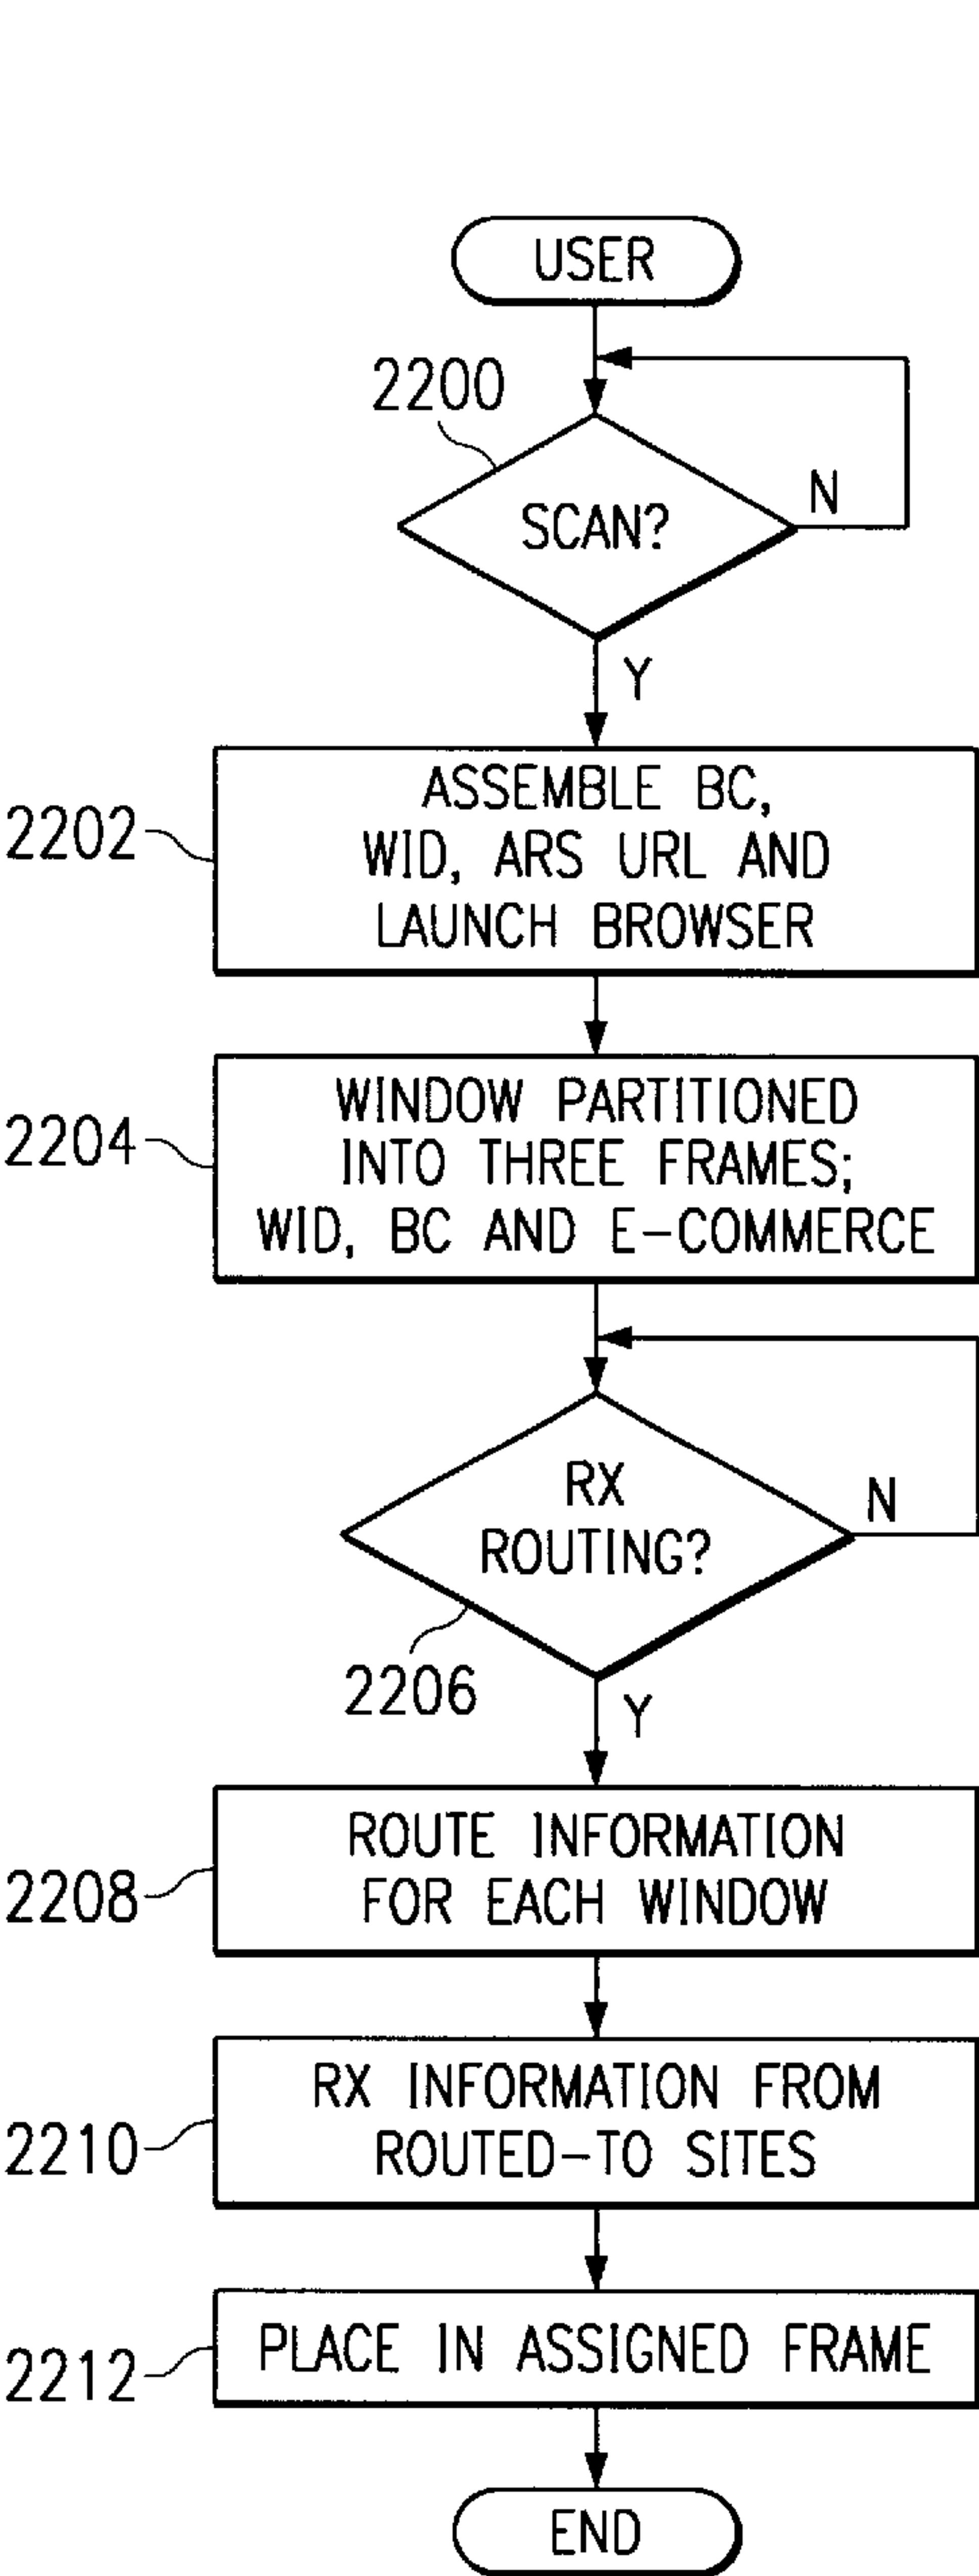 USER
2200
SCAN?
N
Y
2202
ASSEMBLE BC,
WID, ARS URL AND
LAUNCH BROWSER
2204
WINDOW PARTITIONED
INTO THREE FRAMES;
WID, BC AND E-COMMERCE
RX
ROUTING?
N
2206
Y
2208
ROUTE INFORMATION
FOR EACH WINDOW
2210
RX INFORMATION FROM
ROUTED-TO SITES
2212
PLACE IN ASSIGNED FRAME
END